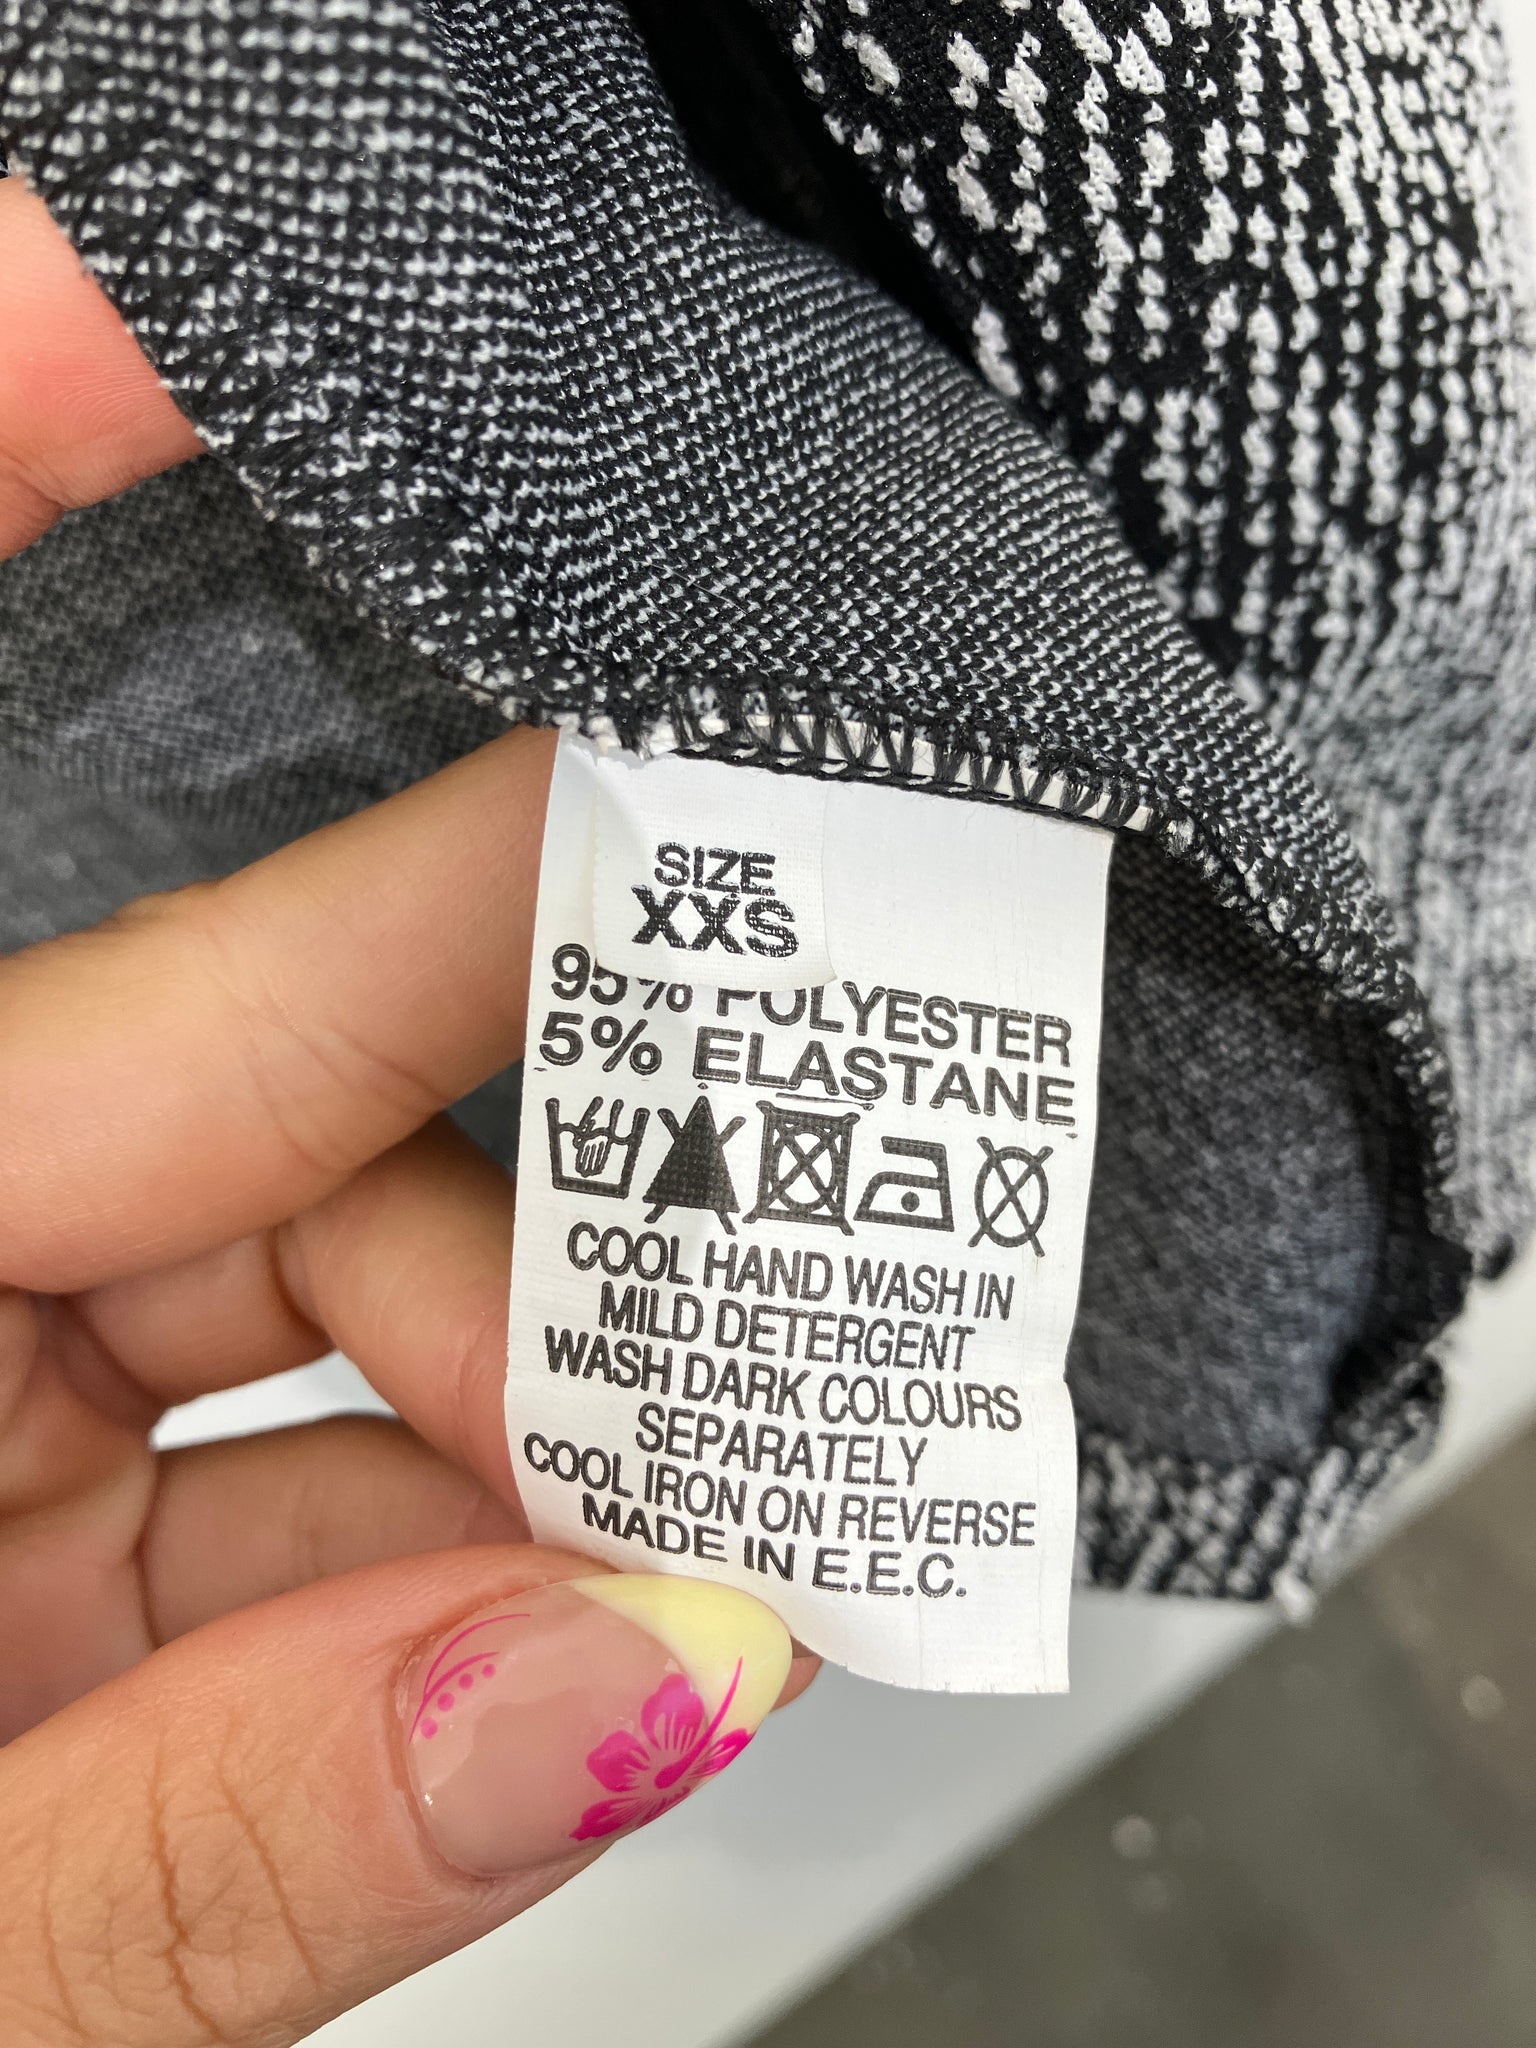 SIZE
XXS
95% POLYESTER
5% ELASTANE
COOL HAND WASH IN
MILD DETERGENT
WASH DARK COLOURS
SEPARATELY
COOL IRON ON REVERSE
MADE IN E.E.C.